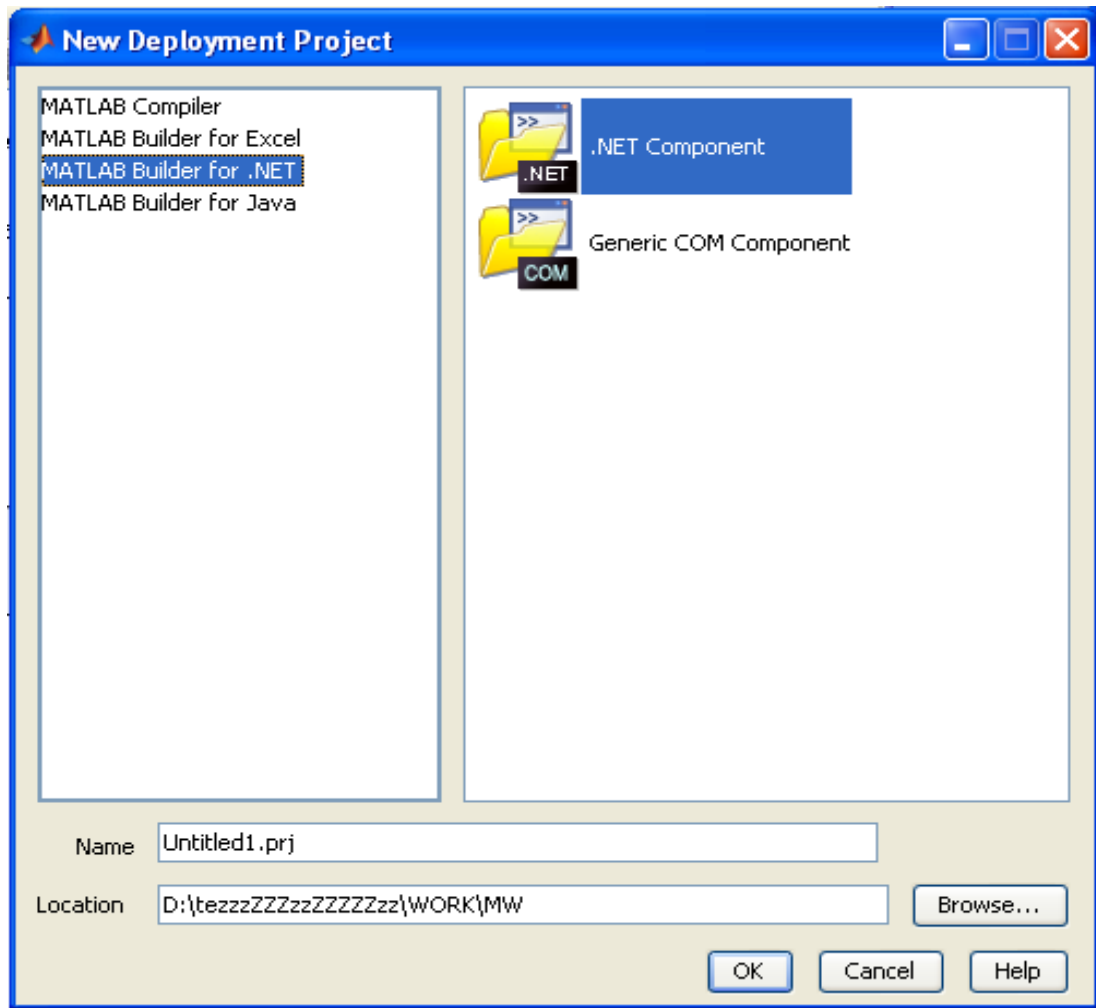 New Deployment Project
MATLAB Compiler
MATLAB Builder for Excel
MATLAB Builder for .NET
MATLAB Builder for Java
>>
.NET
.NET Component
>>
COM
Generic COM Component
Name Untitled1.prj
Location D:\tezzzZZZzzZZZZZzz\WORK\MW Browse...
OK Cancel Help